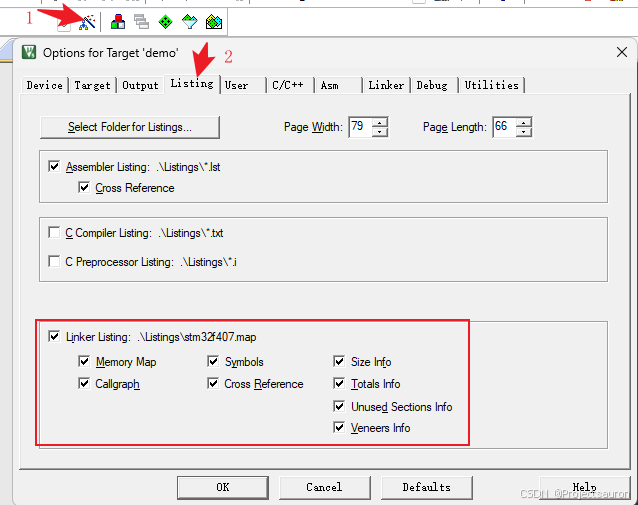 1
Options for Target 'demo'
2
Device Target Output Listing User C/C++ Asm Linker Debug Utilities
Select Folder for Listings... Page Width: 79 Page Length: 66
Assembler Listing: .\Listings\*.lst
Cross Reference
C Compiler Listing: .\Listings\*.txt
C Preprocessor Listing: .\Listings\*.i
Linker Listing: .\Listings\stm32f407.map
Memory Map Symbols Size Info
Callgraph Cross Reference Totals Info
Unused Sections Info
Veneers Info
OK Cancel Defaults Help
CSDN @Projectsauron